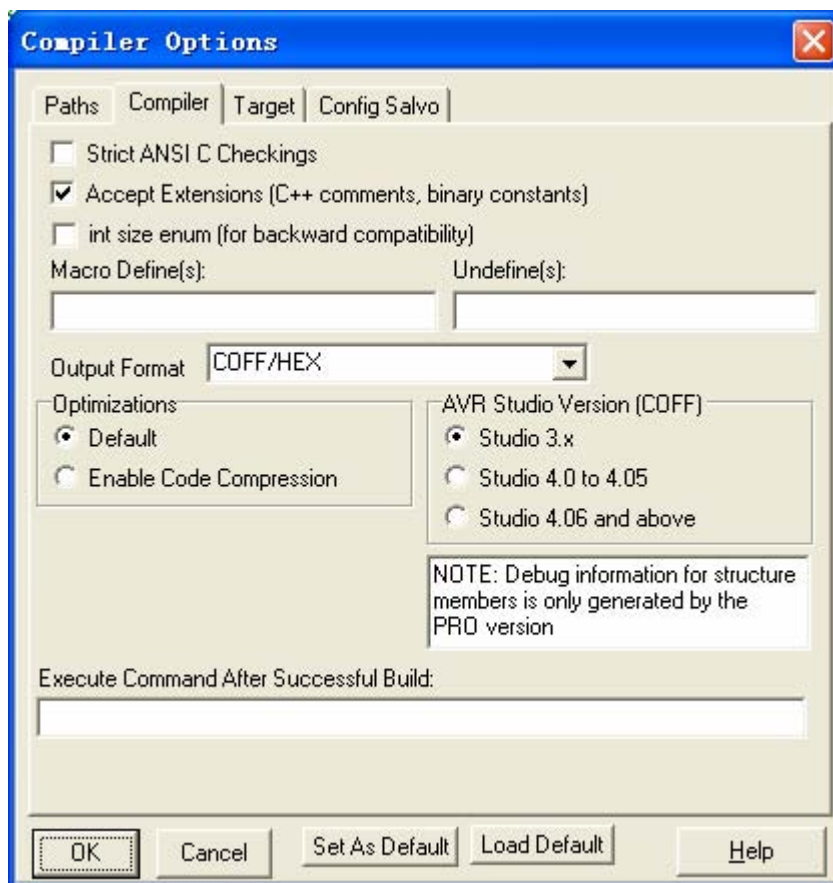 Compiler Options
Paths Compiler Target Config Salvo
Strict ANSI C Checkings
Accept Extensions (C++ comments, binary constants)
int size enum (for backward compatibility)
Macro Define(s): Undefine(s):
Output Format COFF/HEX
Optimizations
Default
Enable Code Compression
AVR Studio Version (COFF)
Studio 3.x
Studio 4.0 to 4.05
Studio 4.06 and above
NOTE: Debug information for structure
members is only generated by the
PRO version
Execute Command After Successful Build:
OK Cancel Set As Default Load Default Help